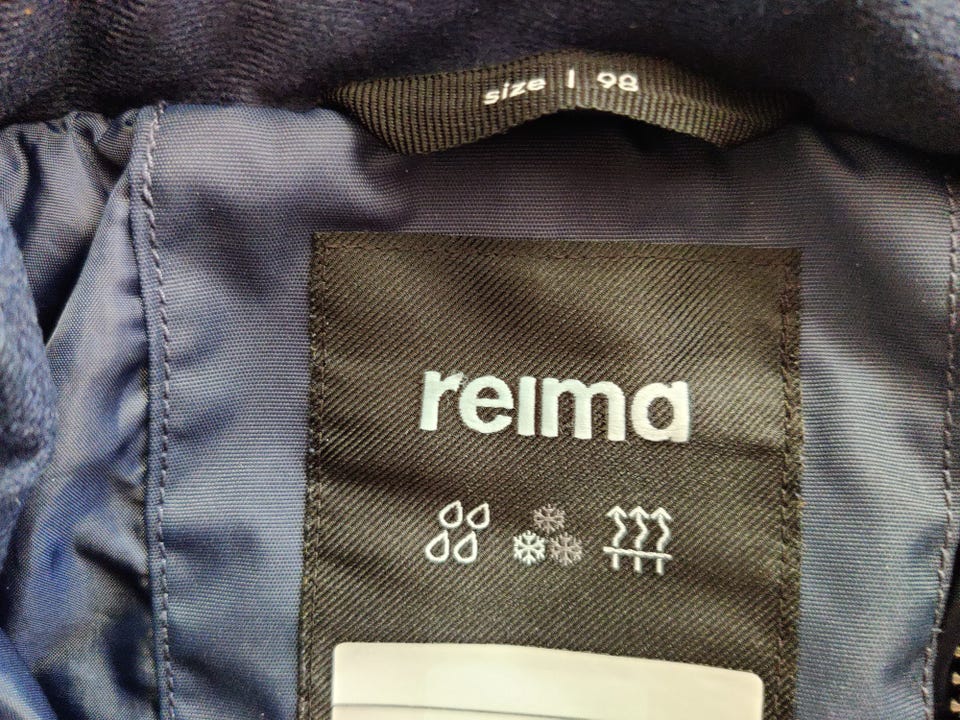 size | 98
reima